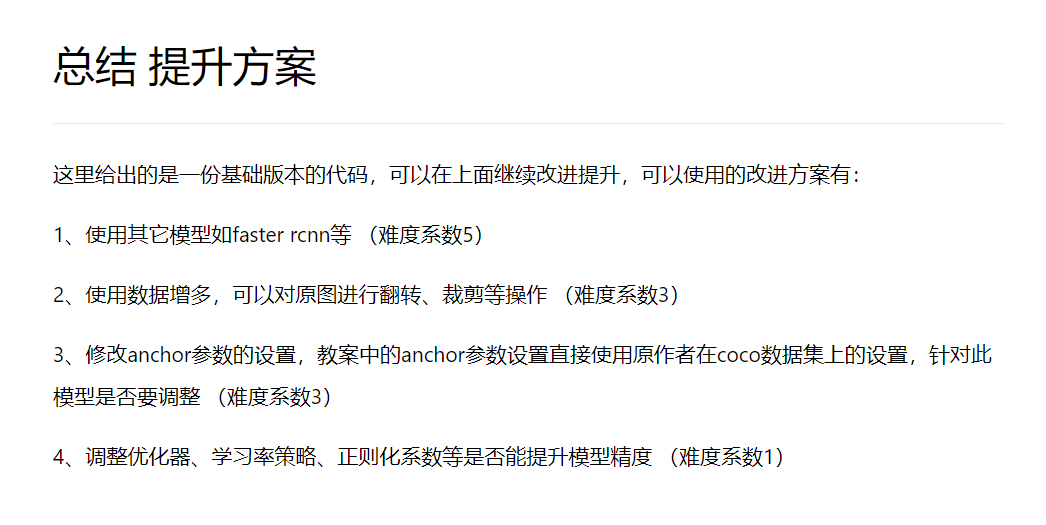 总结 提升方案
这里给出的是一份基础版本的代码，可以在上面继续改进提升，可以使用的改进方案有：
1、使用其它模型如faster rcnn等 （难度系数5）
2、使用数据增多，可以对原图进行翻转、裁剪等操作 （难度系数3）
3、修改anchor参数的设置，教案中的anchor参数设置直接使用原作者在coco数据集上的设置，针对此
模型是否要调整 （难度系数3）
4、调整优化器、学习率策略、正则化系数等是否能提升模型精度 （难度系数1）